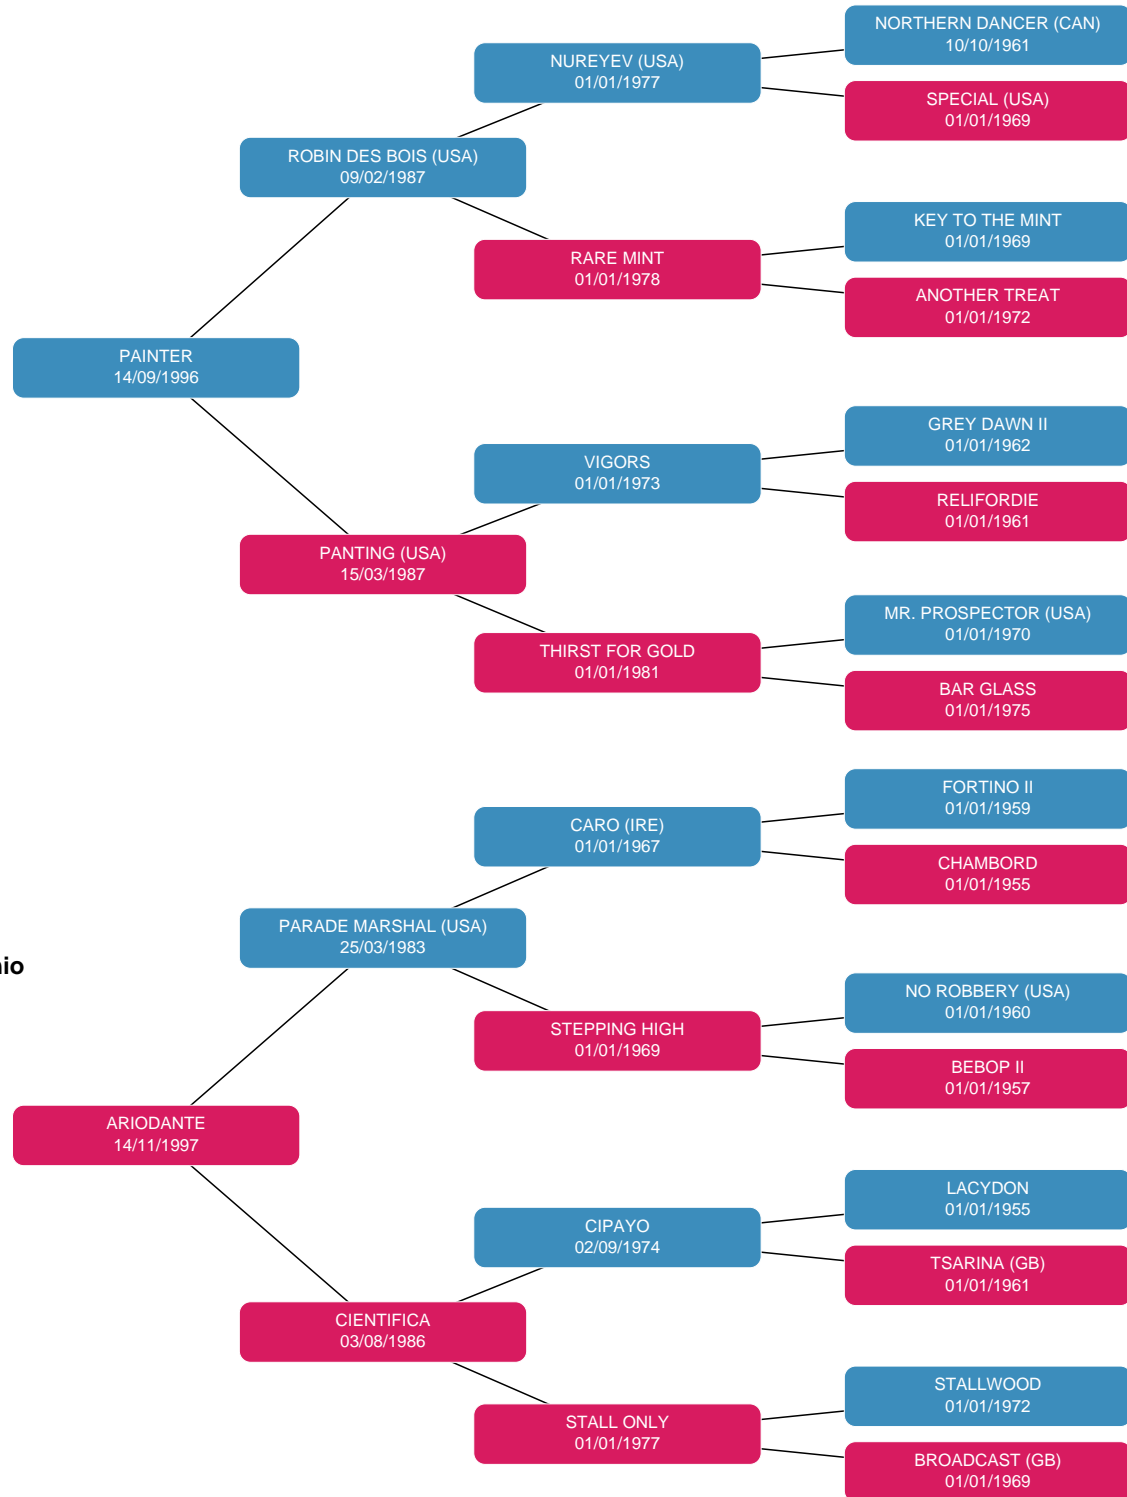 NORTHERN DANCER (CAN)
10/10/1961
NUREYEV (USA)
01/01/1977
SPECIAL (USA)
01/01/1969
ROBIN DES BOIS (USA)
09/02/1987
KEY TO THE MINT
01/01/1969
RARE MINT
01/01/1978
ANOTHER TREAT
01/01/1972
PAINTER
14/09/1996
GREY DAWN II
01/01/1962
VIGORS
01/01/1973
RELIFORDIE
01/01/1961
PANTING (USA)
15/03/1987
MR. PROSPECTOR (USA)
01/01/1970
THIRST FOR GOLD
01/01/1981
BAR GLASS
01/01/1975
FORTINO II
01/01/1959
CARO (IRE)
01/01/1967
CHAMBORD
01/01/1955
PARADE MARSHAL (USA)
25/03/1983
NO ROBBERY (USA)
01/01/1960
STEPPING HIGH
01/01/1969
BEBOP II
01/01/1957
ARIODANTE
14/11/1997
LACYDON
01/01/1955
CIPAYO
02/09/1974
TSARINA (GB)
01/01/1961
CIENTIFICA
03/08/1986
STALLWOOD
01/01/1972
STALL ONLY
01/01/1977
BROADCAST (GB)
01/01/1969